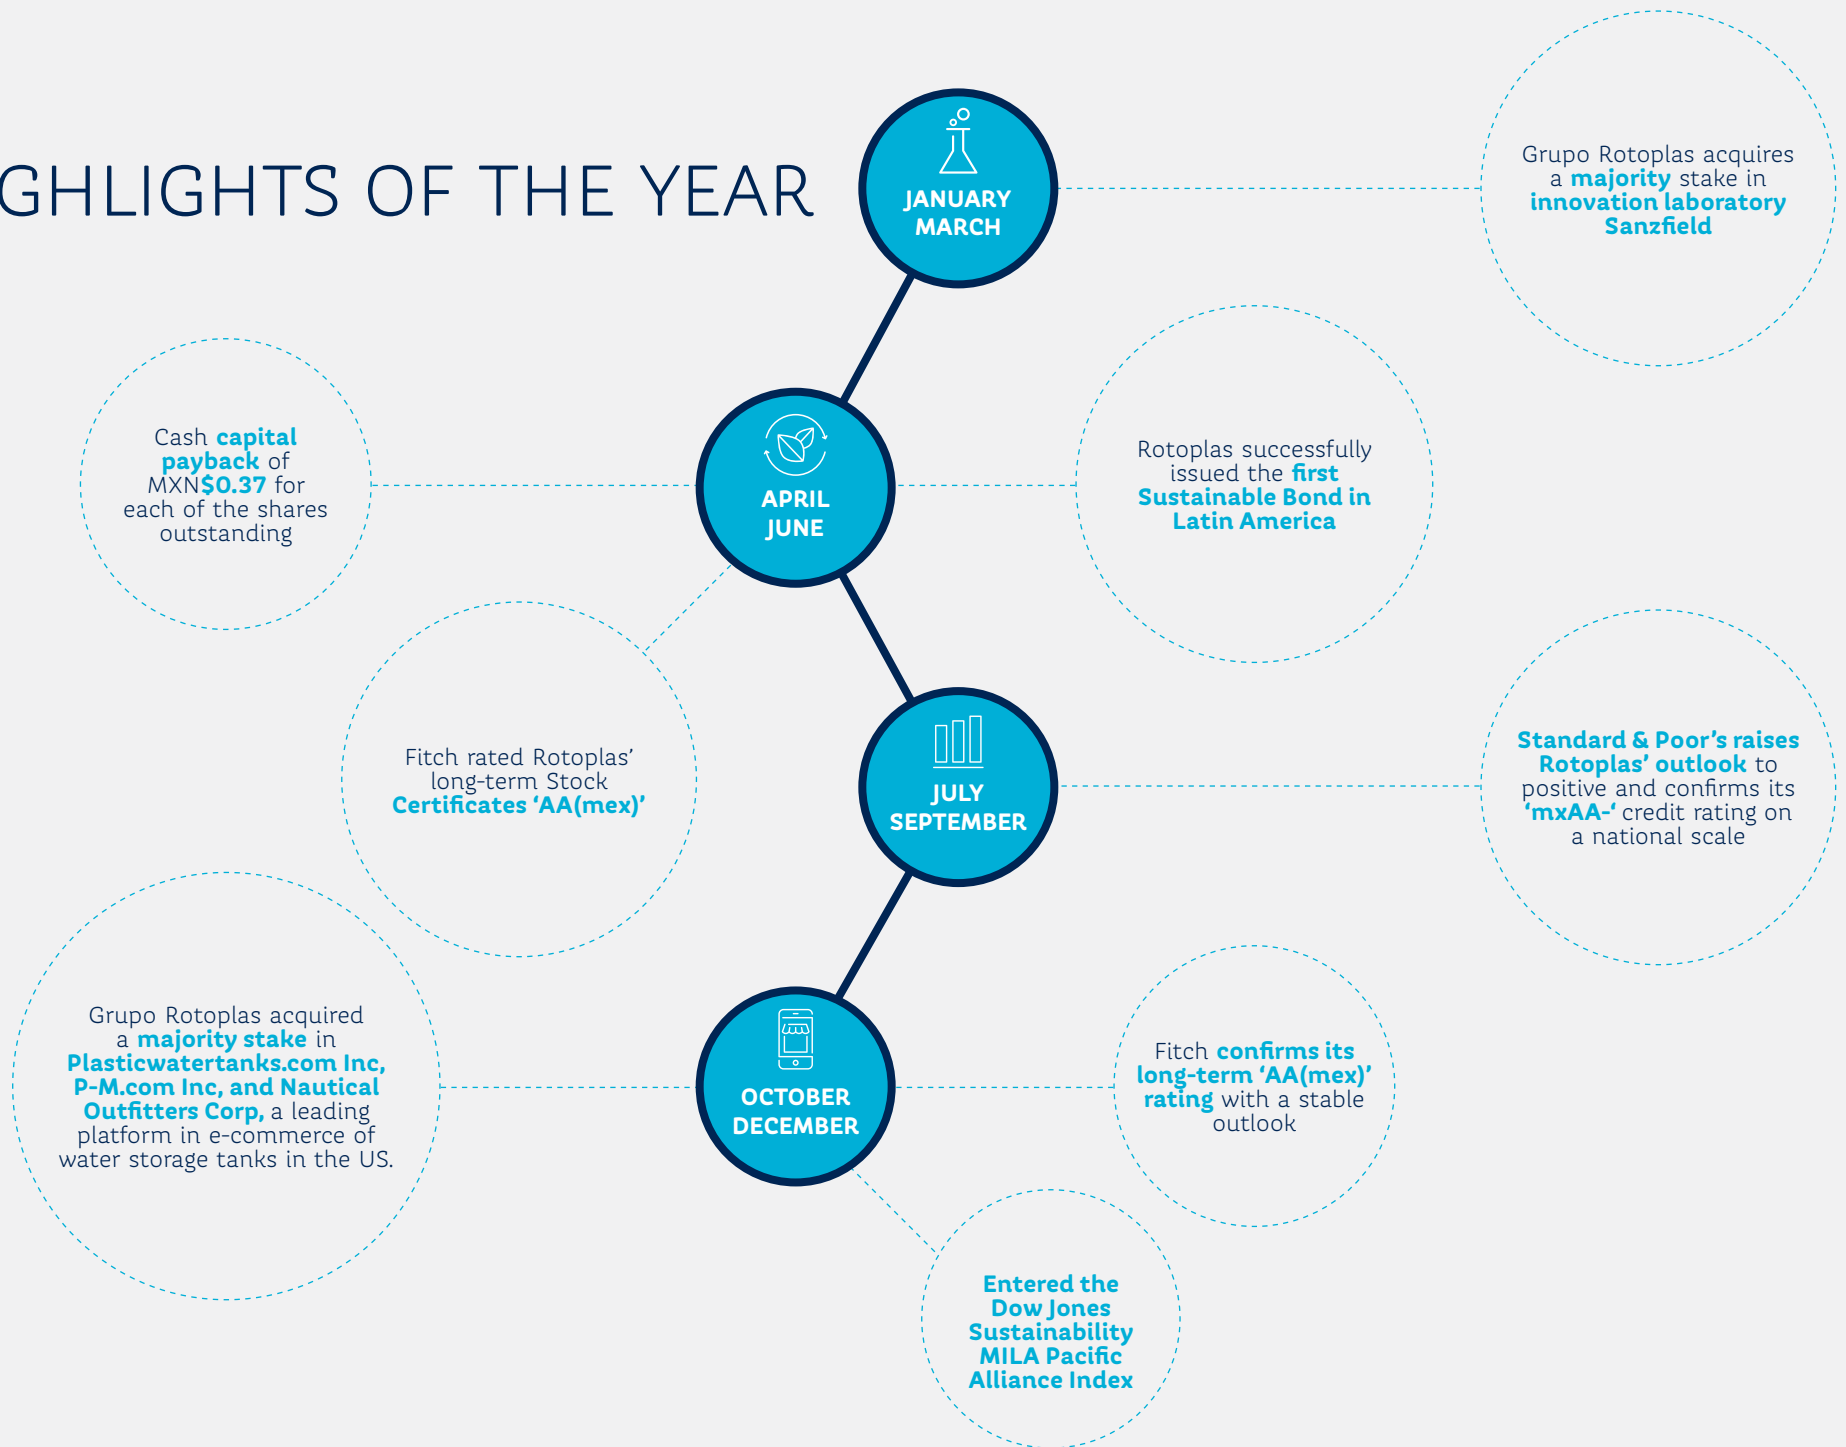 GHLIGHTS OF THE YEAR
JANUARY
MARCH
Grupo Rotoplas acquires
a majority stake in
innovation laboratory
Sanzfield
Cash capital
payback of
MXN$0.37 for
each of the shares
outstanding
APRIL
JUNE
Rotoplas successfully
issued the first
Sustainable Bond in
Latin America
Fitch rated Rotoplas’
long-term Stock
Certificates ‘AA(mex)’
JULY
SEPTEMBER
Standard & Poor’s raises
Rotoplas’ outlook to
positive and confirms its
‘mxAA-‘ credit rating on
a national scale
Grupo Rotoplas acquired
a majority stake in
Plasticwatertanks.com Inc,
P-M.com Inc, and Nautical
Outfitters Corp, a leading
platform in e-commerce of
water storage tanks in the US.
OCTOBER
DECEMBER
Fitch confirms its
long-term ‘AA(mex)’
rating with a stable
outlook
Entered the
Dow Jones
Sustainability
MILA Pacific
Alliance Index